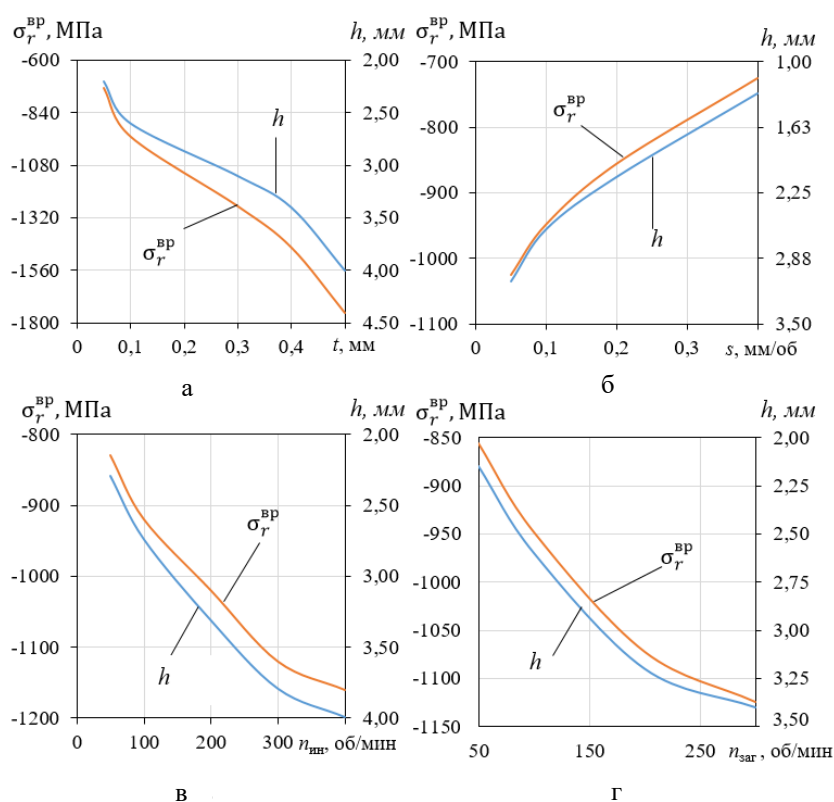 σ_r^вр, МПа
h, мм
-600
-840
-1080
-1320
-1560
-1800
2,00
2,50
3,00
3,50
4,00
4,50
h
σ_r^вр
0
0,1
0,2
0,3
0,4
t, мм
а
σ_r^вр, МПа
h, мм
-700
-800
-900
-1000
-1100
1,00
1,63
2,25
2,88
3,50
σ_r^вр
h
0
0,1
0,2
0,3
s, мм/об
б
σ_r^вр, МПа
h, мм
-800
-900
-1000
-1100
-1200
2,00
2,50
3,00
3,50
4,00
σ_r^вр
h
0
100
200
300
n_ин, об/мин
в
σ_r^вр, МПа
h, мм
-850
-900
-950
-1000
-1050
-1100
-1150
2,00
2,25
2,50
2,75
3,00
3,25
3,50
σ_r^вр
h
50
150
250
n_заг, об/мин
г